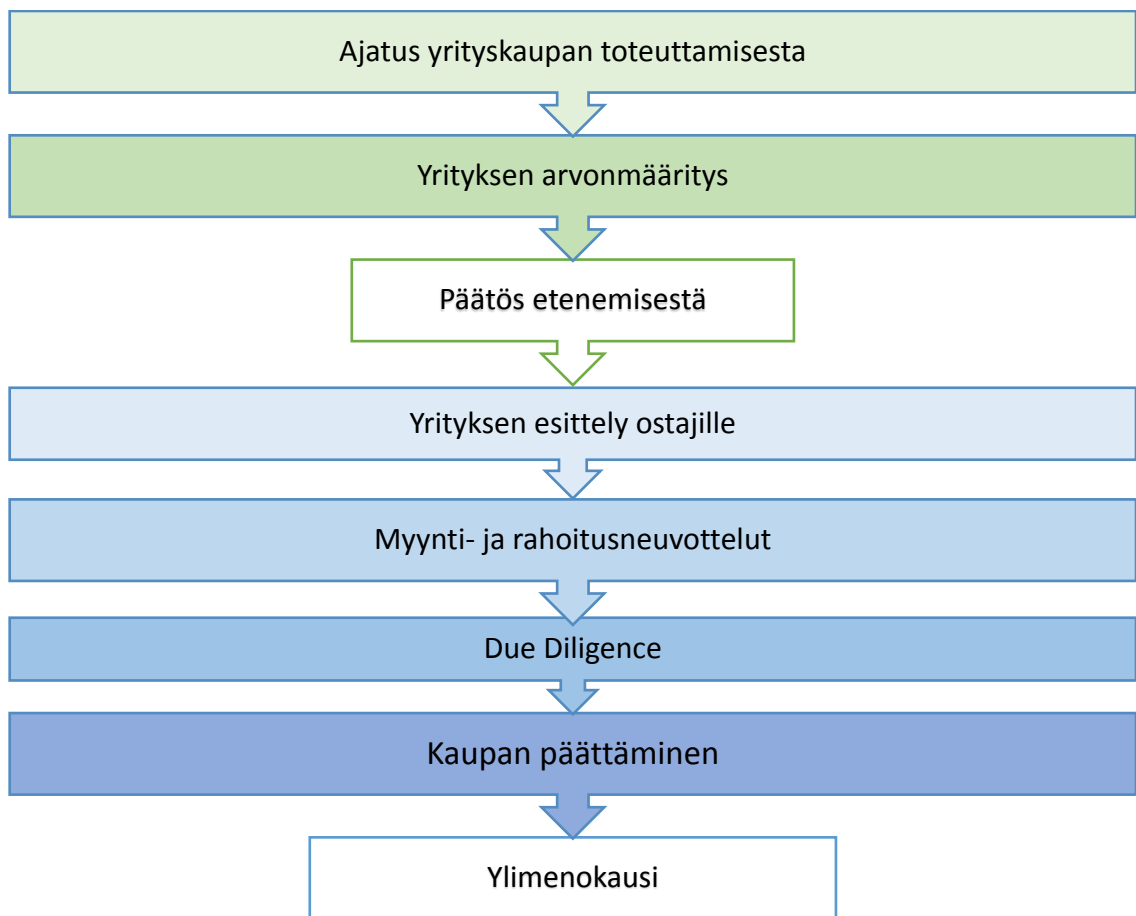 Ajatus yrityskaupan toteuttamisesta
Yrityksen arvonmääritys
Päätös etenemisestä
Yrityksen esittely ostajille
Myynti- ja rahoitusneuvottelut
Due Diligence
Kaupan päättäminen
Ylimenokausi